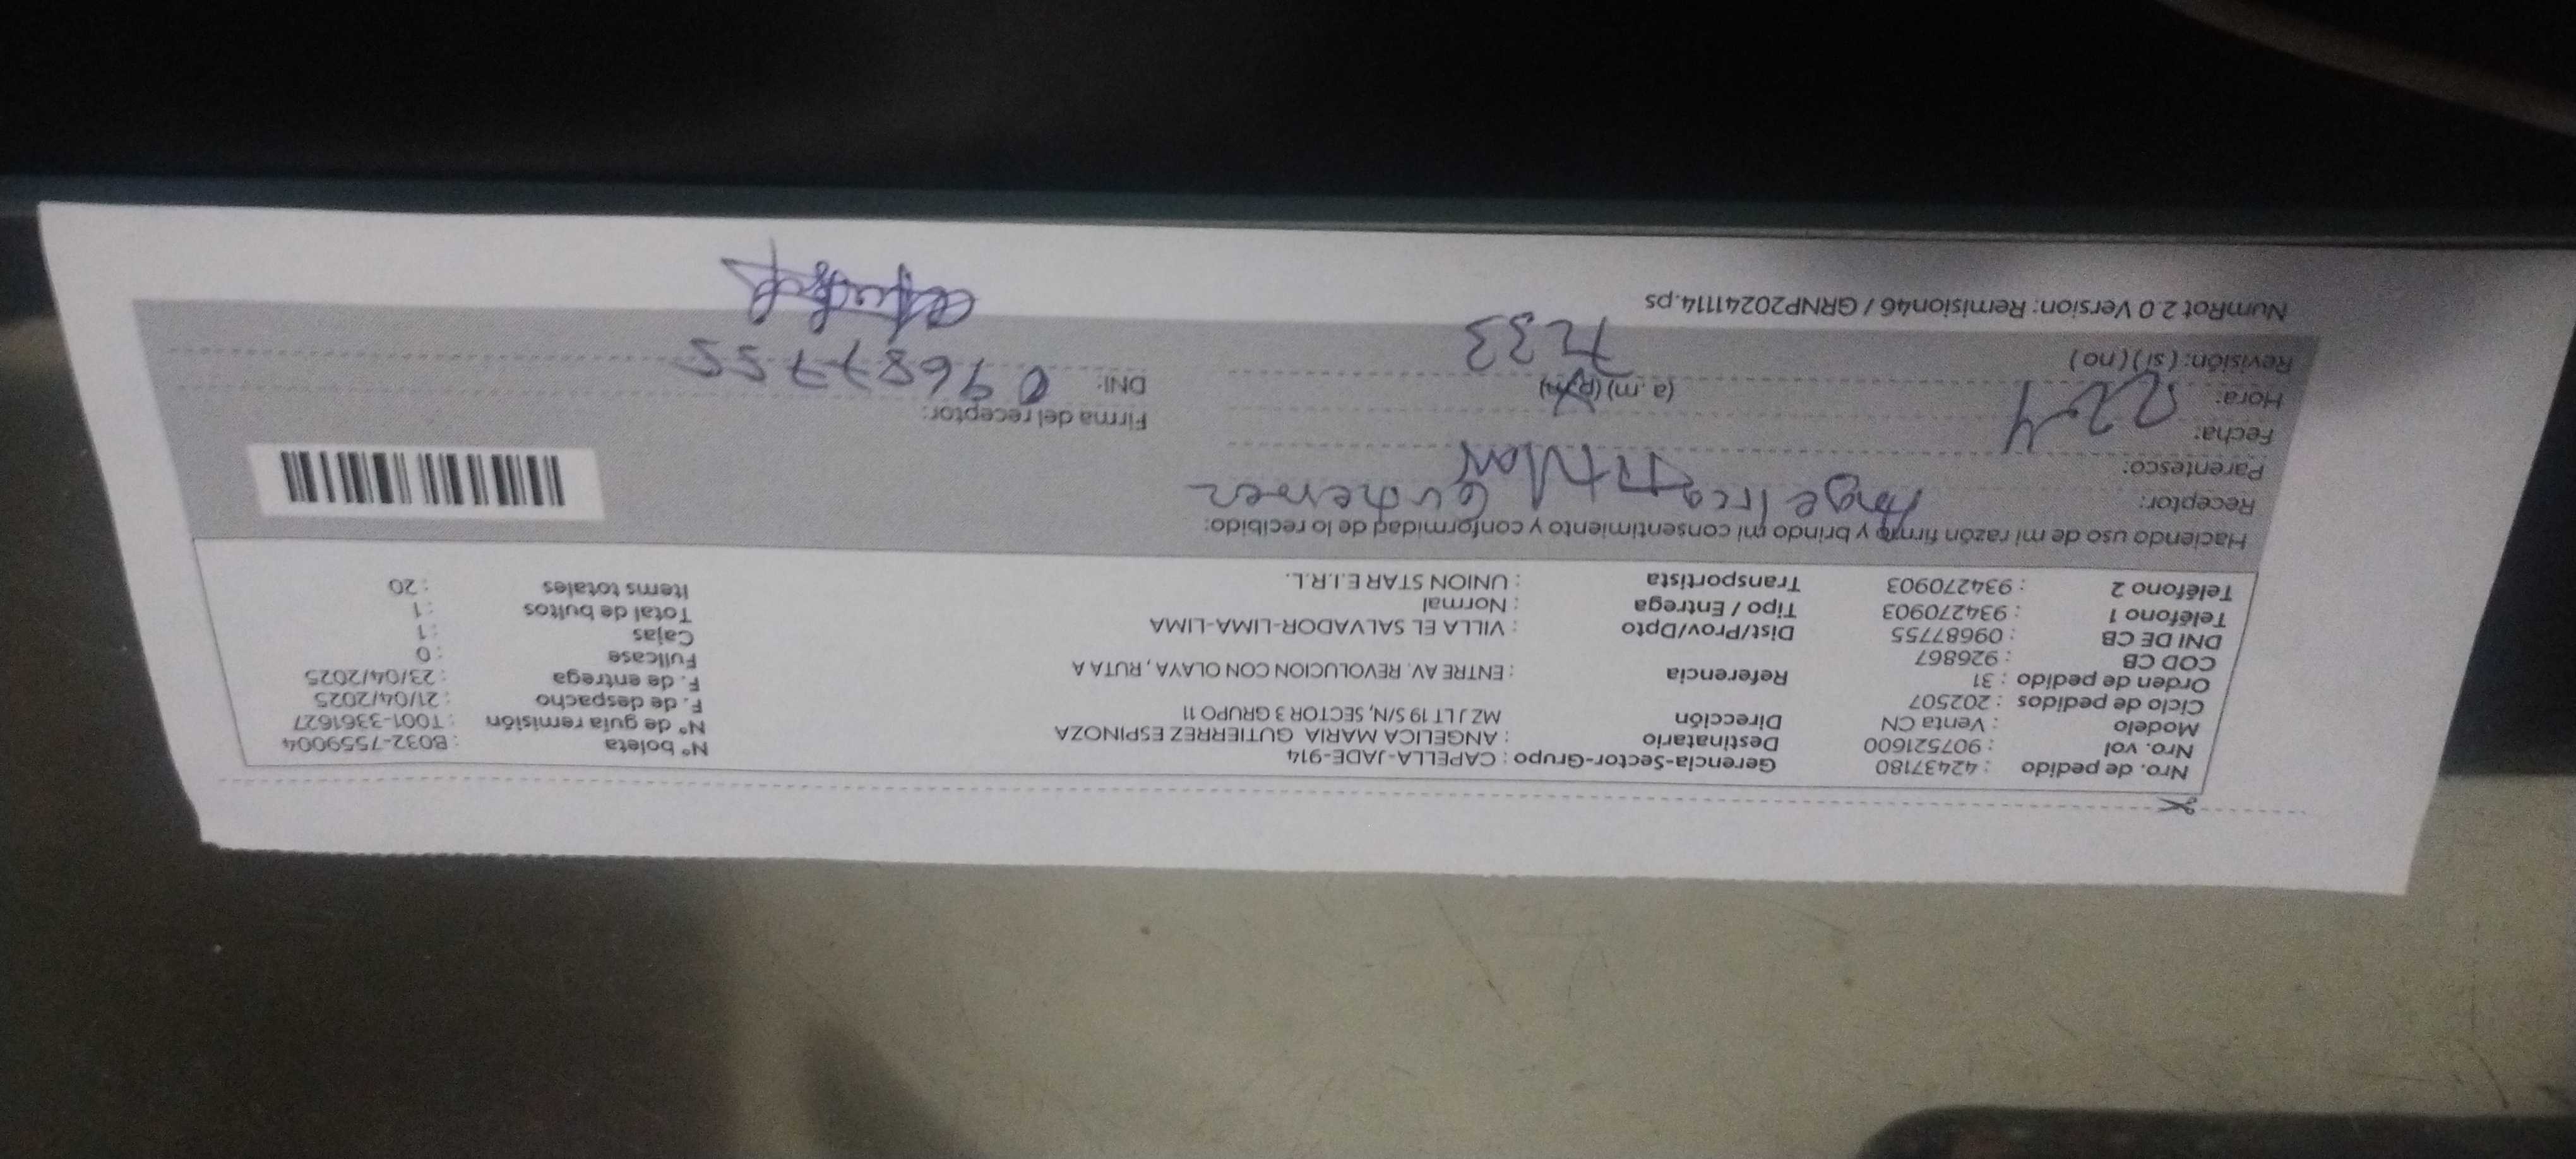 Nro. de pedido : 42437180
Nro. vol : 907521600
Modelo : Venta CN
Ciclo de pedidos : 202507
Orden de pedido : 31
COD CB : 926867
DNI DE CB : 09687755
Teléfono 1 : 934270903
Teléfono 2 : 934270903
Gerencia-Sector-Grupo : CAPELLA-JADE-914
Destinatario : ANGELICA MARIA GUTIERREZ ESPINOZA
Dirección MZ J LT 19 S/N, SECTOR 3 GRUPO 11
Referencia : ENTRE AV. REVOLUCION CON OLAYA , RUTA A
Dist/Prov/Dpto : VILLA EL SALVADOR-LIMA-LIMA
Tipo / Entrega : Normal
Transportista : UNION STAR E.I.R.L.
N° boleta : B032-7559004
N° de guía remisión : T001-3361627
F. de despacho : 21/04/2025
F. de entrega : 23/04/2025
Fullcase : 0
Cajas : 1
Total de bultos : 1
Items totales : 20
Haciendo uso de mi razón firmo y brindo mi consentimiento y conformidad de lo recibido:
Receptor: Angelica
Parentesco:
Fecha: 224
Hora: (a.m) (p.m)
Revisión: (si) (no)
Firma del receptor:
DNI: 09687755
NumRot 2.0 Version: Remision46 / GRNP20241114.ps